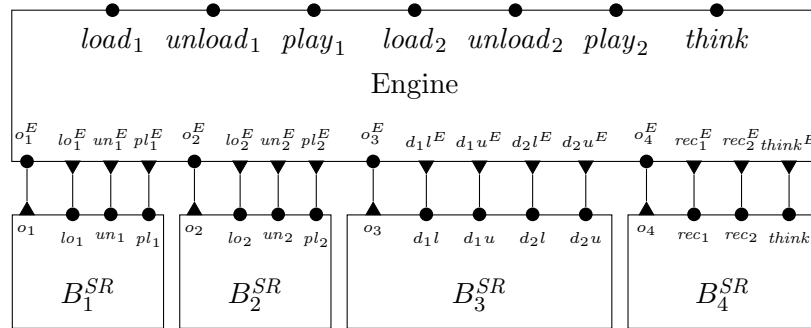 load₁ unload₁ play₁ load₂ unload₂ play₂ think
Engine
o₁ᴱ lo₁ᴱ un₁ᴱ pl₁ᴱ o₂ᴱ lo₂ᴱ un₂ᴱ pl₂ᴱ o₃ᴱ d₁lᴱ d₁uᴱ d₂lᴱ d₂uᴱ o₄ᴱ rec₁ᴱ rec₂ᴱ thinkᴱ
o₁ lo₁ un₁ pl₁ o₂ lo₂ un₂ pl₂ o₃ d₁l d₁u d₂l d₂u o₄ rec₁ rec₂ think
B₁ˢᴿ B₂ˢᴿ B₃ˢᴿ B₄ˢᴿ